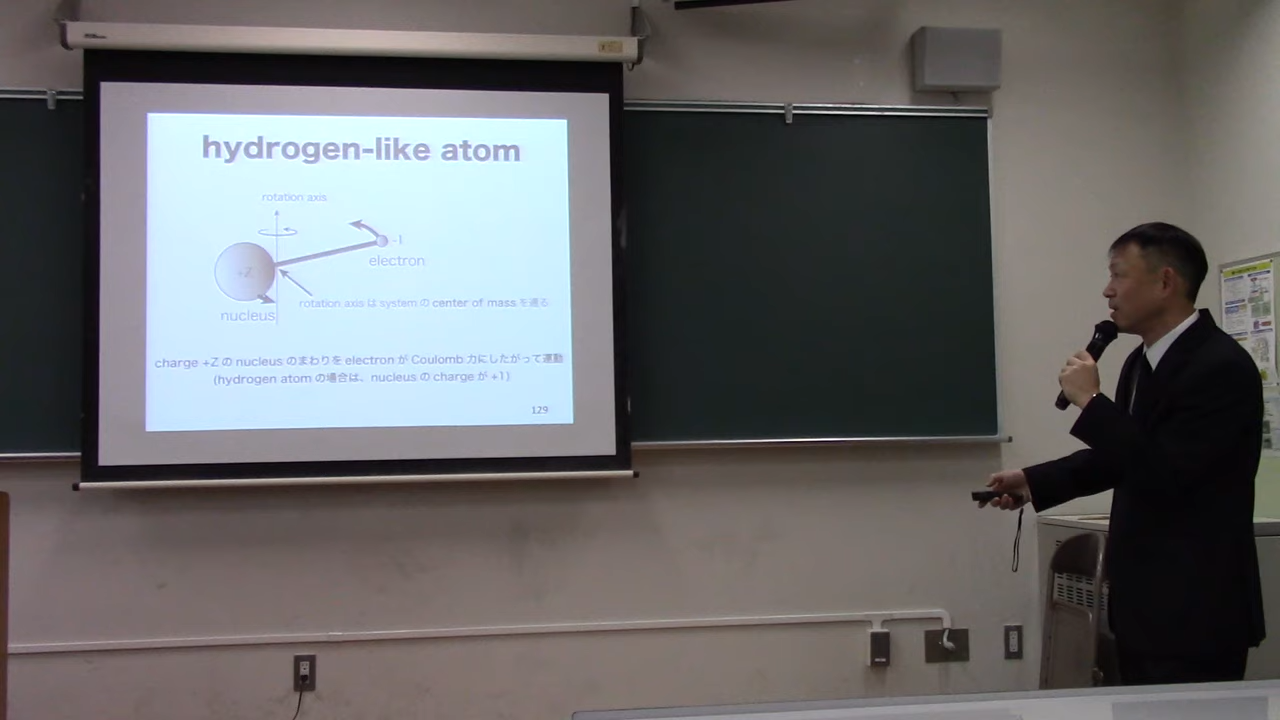 hydrogen-like atom
rotation axis
-1
+Z
electron
rotation axis は system の center of mass を通る
nucleus
charge +Z の nucleus のまわりを electron が Coulomb 力にしたがって運動
(hydrogen atom の場合は、nucleus の charge が +1)
129